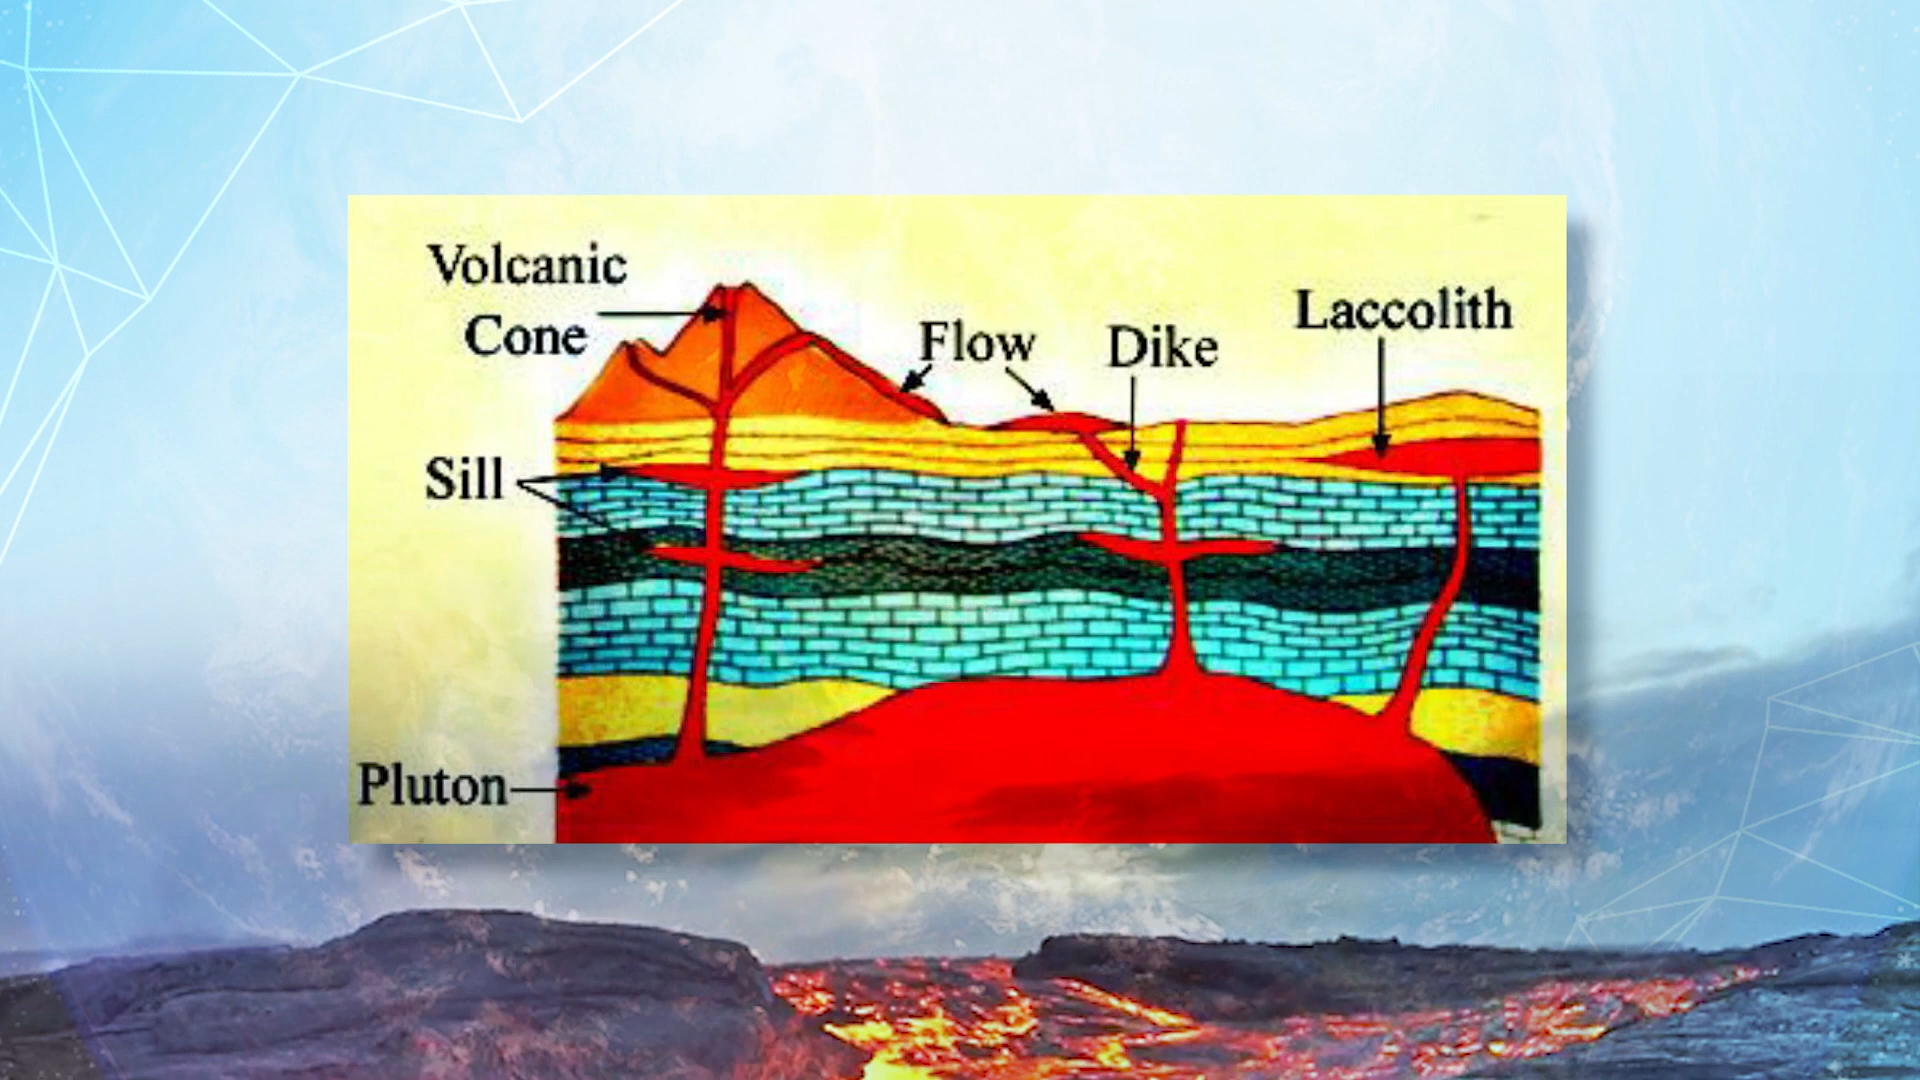 Volcanic
Cone
Flow
Dike
Laccolith
Sill
Pluton